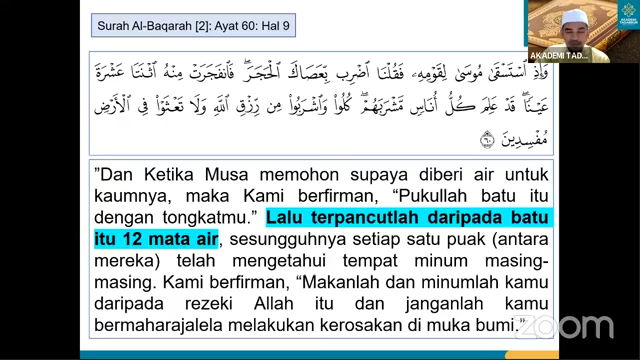 Surah Al-Baqarah [2]: Ayat 60: Hal 9
AKADEMI TAD...
وَإِذِ ٱسْتَسْقَىٰ مُوسَىٰ لِقَوْمِهِۦ فَقُلْنَا ٱضْرِب بِّعَصَاكَ ٱلْحَجَرَ ۖ فَٱنفَجَرَتْ مِنْهُ ٱثْنَتَا عَشْرَةَ
عَيْنًا ۖ قَدْ عَلِمَ كُلُّ أُنَاسٍ مَّشْرَبَهُمْ ۖ كُلُوا۟ وَٱشْرَبُوا۟ مِن رِّزْقِ ٱللَّهِ وَلَا تَعْثَوْا۟ فِى ٱلْأَرْضِ
مُفْسِدِينَ ٦٠
”Dan Ketika Musa memohon supaya diberi air untuk
kaumnya, maka Kami berfirman, “Pukullah batu itu
dengan tongkatmu.” Lalu terpancutlah daripada batu
itu 12 mata air, sesungguhnya setiap satu puak (antara
mereka) telah mengetahui tempat minum masing-
masing. Kami berfirman, “Makanlah dan minumlah kamu
daripada rezeki Allah itu dan janganlah kamu
bermaharajalela melakukan kerosakan di muka bumi.”
zoom